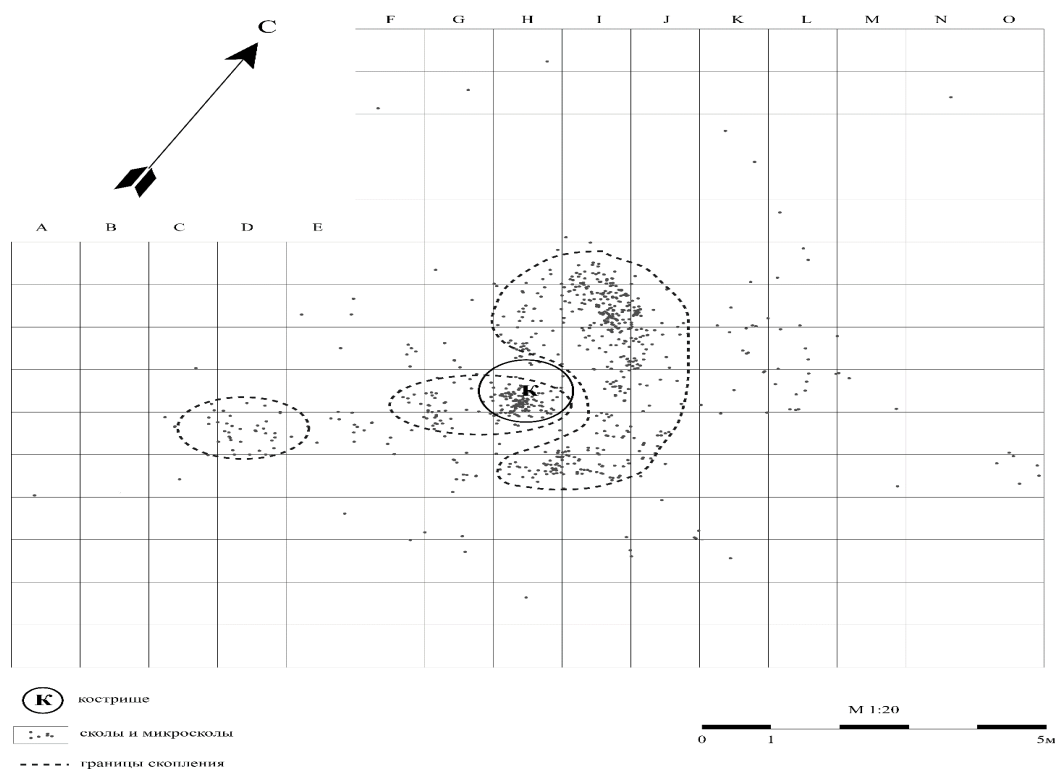 С
F G H I J K L M N O
A B C D E
К
К кострище
сколы и микросколы
границы скопления
М 1:20
0 1 5м